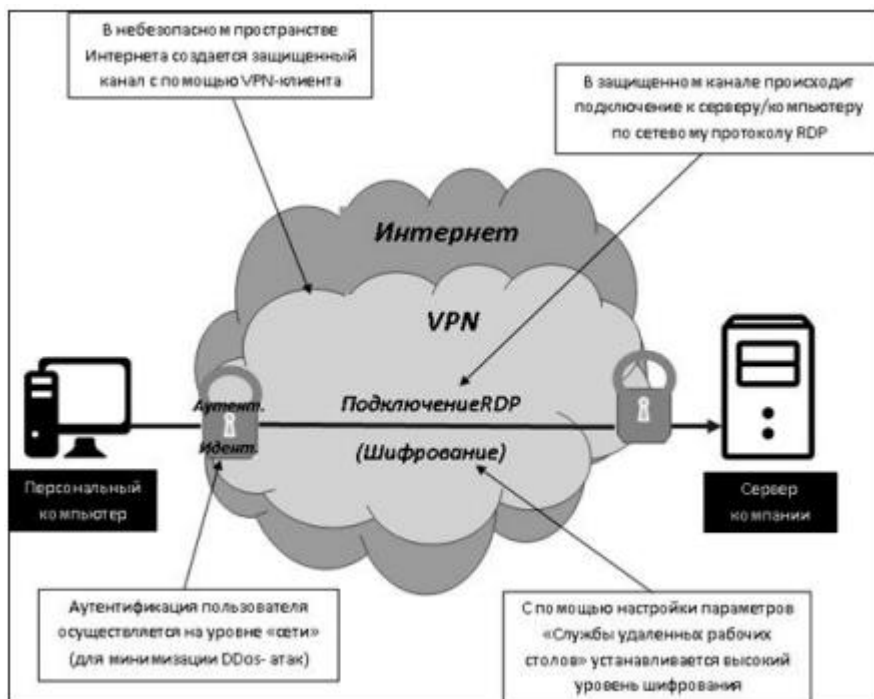 В небезопасном пространстве
Интернета создается защищенный
канал с помощью VPN-клиента
В защищенном канале происходит
подключение к серверу/компьютеру
по сетевому протоколу RDP
Интернет
VPN
Аутент.
Идент.
ПодключениеRDP
(Шифрование)
Персональный
компьютер
Сервер
компании
Аутентификация пользователя
осуществляется на уровне «сети»
(для минимизации DDos- атак)
С помощью настройки параметров
«Службы удаленных рабочих
столов» устанавливается высокий
уровень шифрования